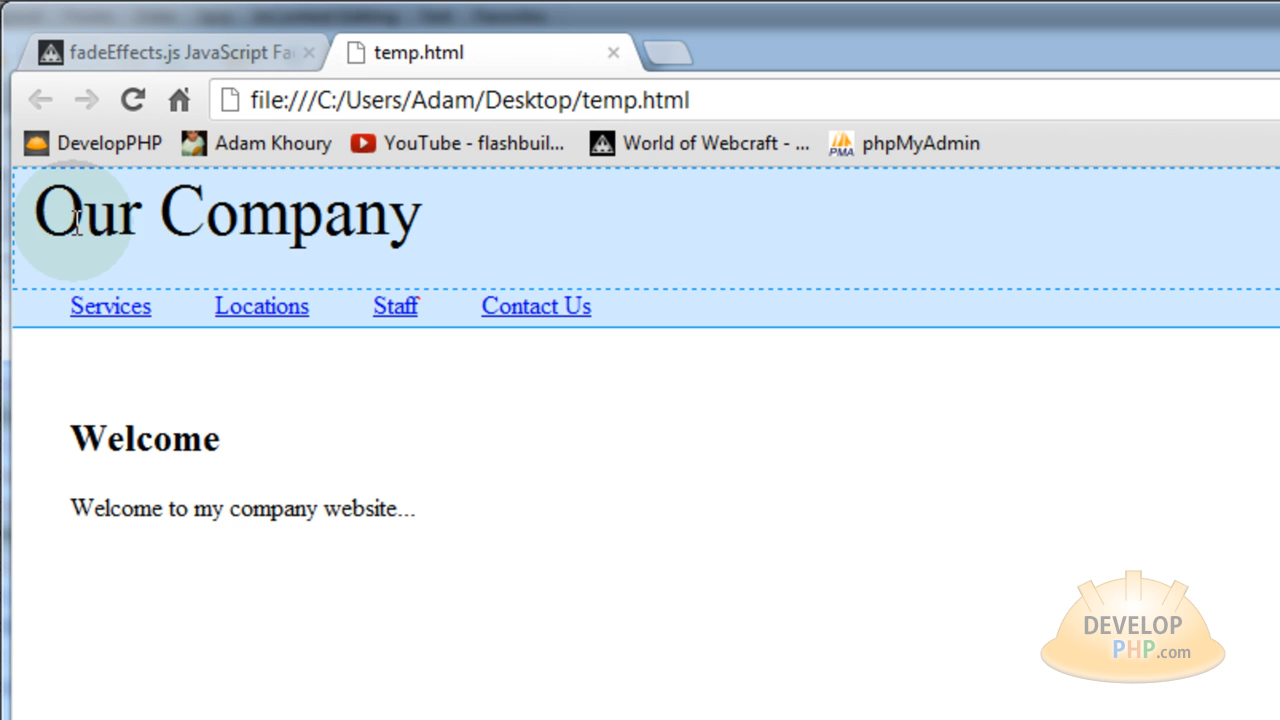 fadeEffects.js JavaScript Fa
temp.html
file:///C:/Users/Adam/Desktop/temp.html
DevelopPHP Adam Khoury YouTube - flashbuil... World of Webcraft - ... PMA phpMyAdmin
Our Company
Services Locations Staff Contact Us
Welcome
Welcome to my company website...
DEVELOP
PHP.com